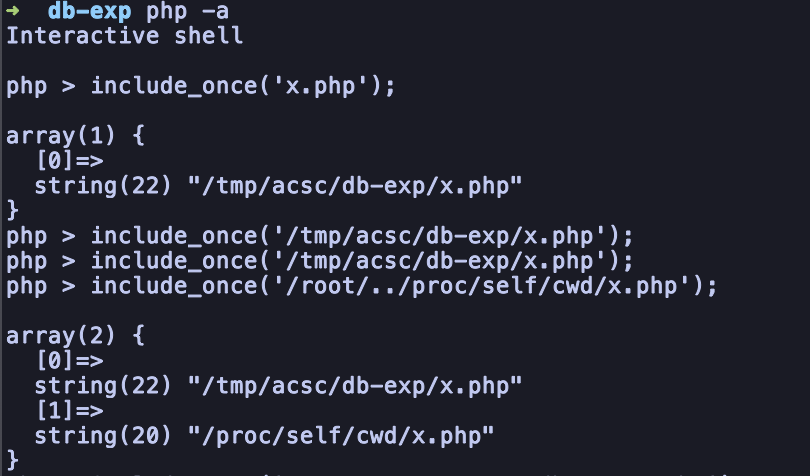 → db-exp php -a
Interactive shell
php > include_once('x.php');
array(1) {
  [0]=>
  string(22) "/tmp/acsc/db-exp/x.php"
}
php > include_once('/tmp/acsc/db-exp/x.php');
php > include_once('/tmp/acsc/db-exp/x.php');
php > include_once('/root/../proc/self/cwd/x.php');
array(2) {
  [0]=>
  string(22) "/tmp/acsc/db-exp/x.php"
  [1]=>
  string(20) "/proc/self/cwd/x.php"
}